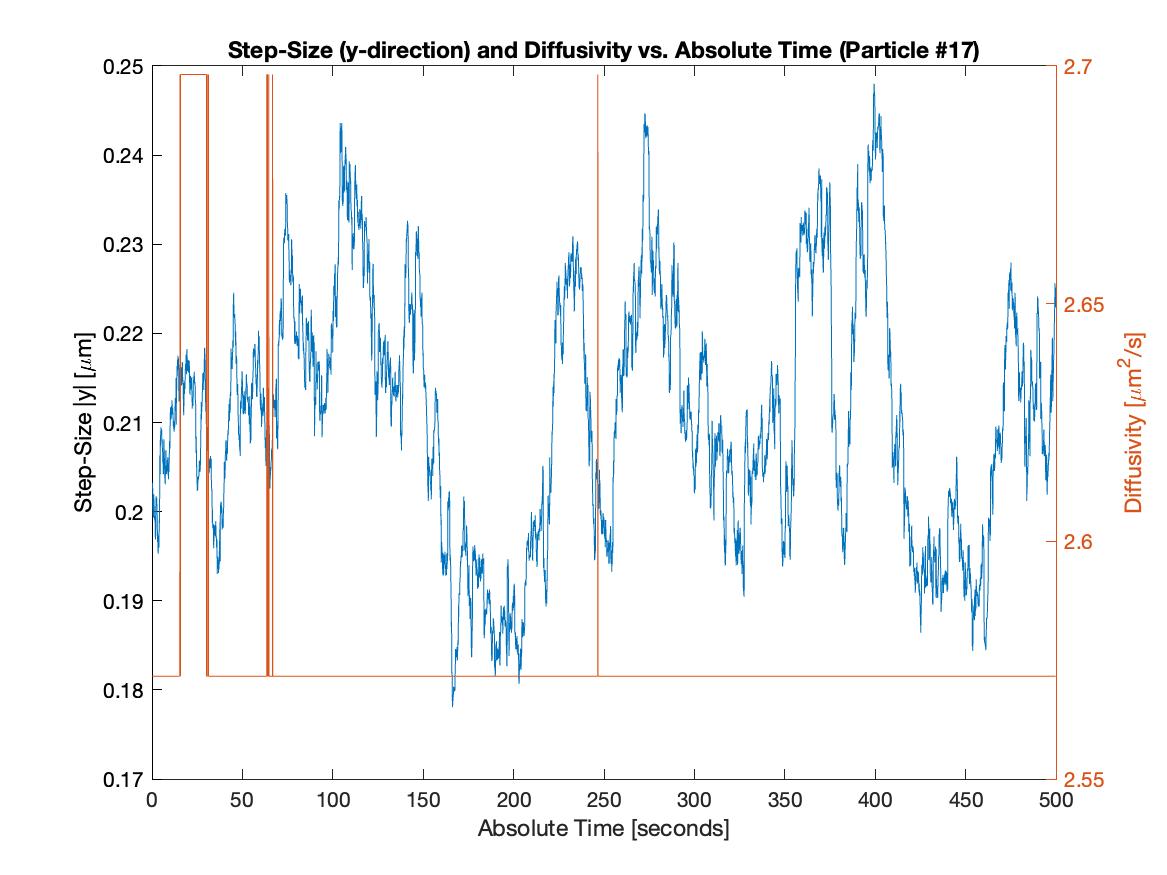 Step-Size (y-direction) and Diffusivity vs. Absolute Time (Particle #17)
0.25
0.24
0.23
0.22
0.21
0.2
0.19
0.18
0.17
Step-Size |y| [μm]
2.7
2.65
2.6
2.55
Diffusivity [μm²/s]
0 50 100 150 200 250 300 350 400 450 500
Absolute Time [seconds]